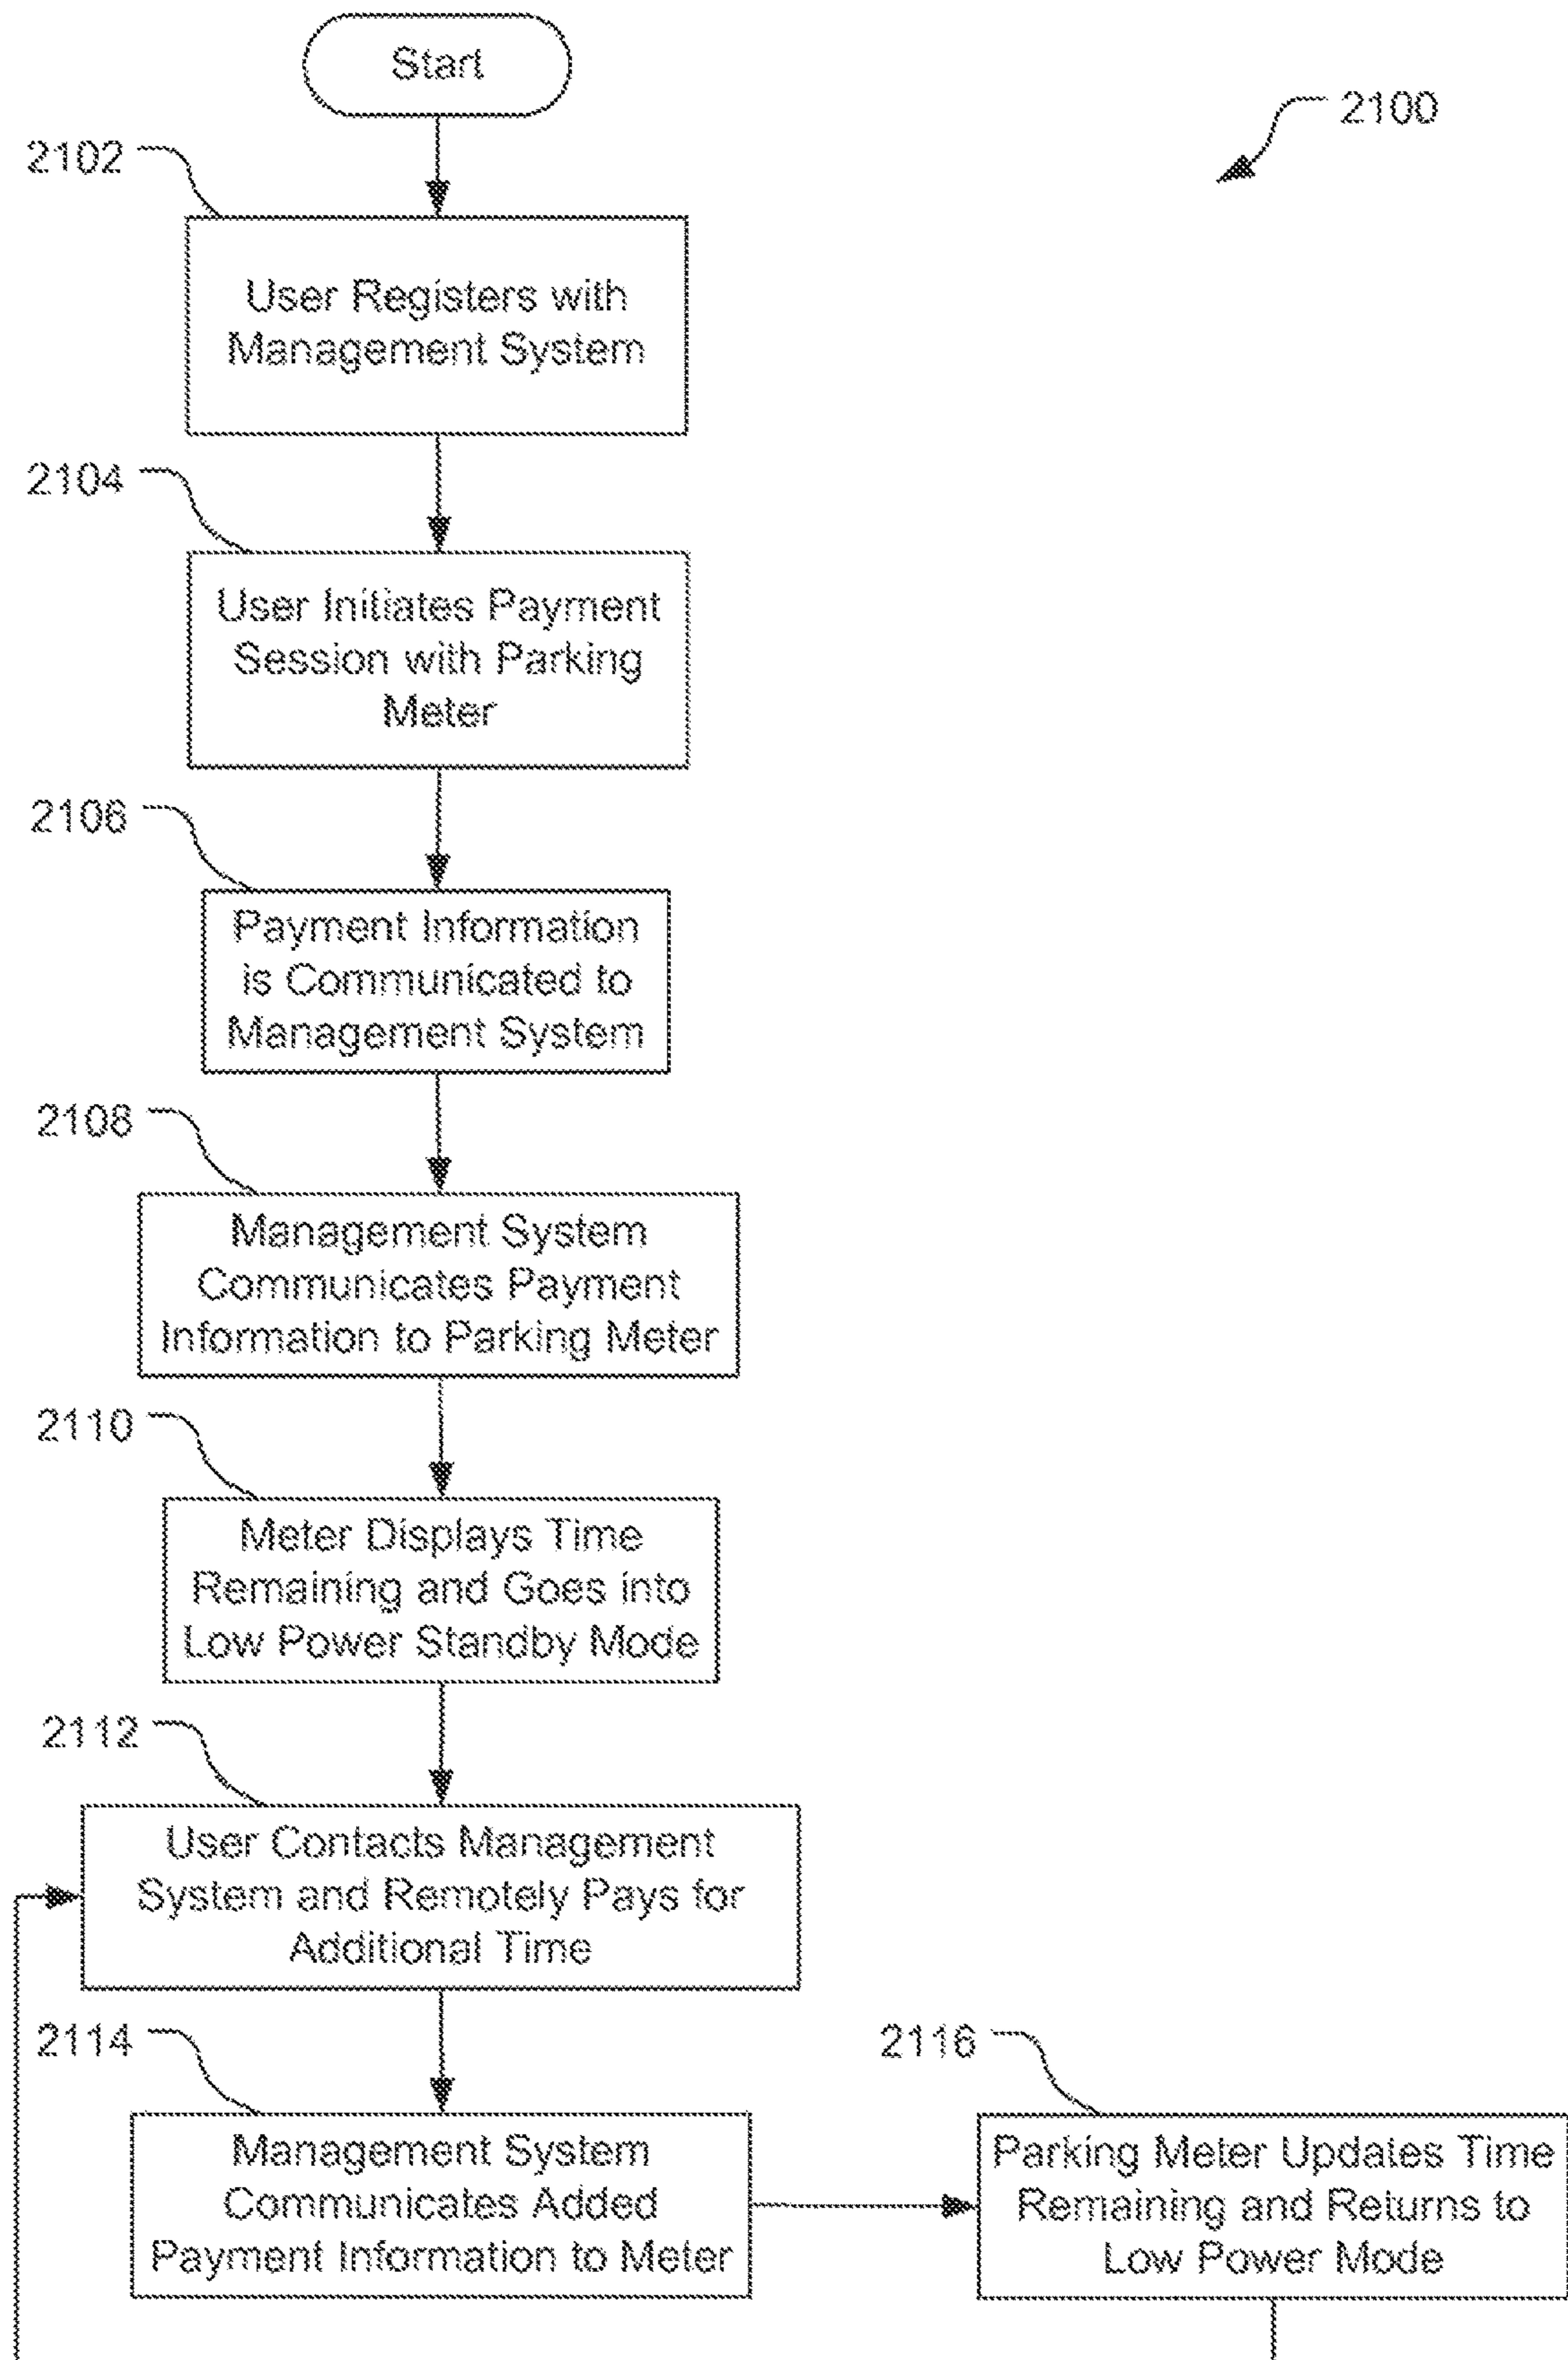 Start
2100
2102
User Registers with
Management System
2104
User Initiates Payment
Session with Parking
Meter
2106
Payment Information
is Communicated to
Management System
2108
Management System
Communicates Payment
Information to Parking Meter
2110
Meter Displays Time
Remaining and Goes into
Low Power Standby Mode
2112
User Contacts Management
System and Remotely Pays for
Additional Time
2114
Management System
Communicates Added
Payment Information to Meter
2116
Parking Meter Updates Time
Remaining and Returns to
Low Power Mode